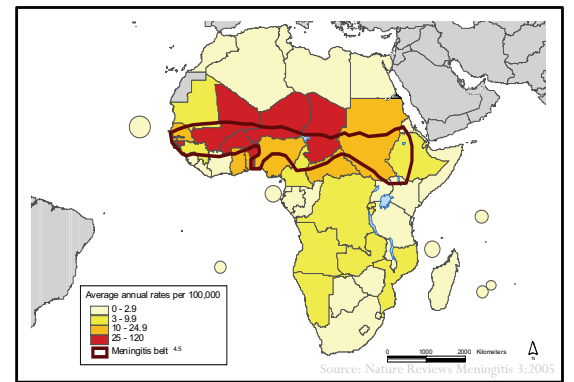 Average annual rates per 100,000
0 - 2.9
3 - 9.9
10 - 24.9
25 - 120
Meningitis belt 4.5
0 1000 2000 Kilometers
N
Source: Nature Reviews Meningitis 3:2005